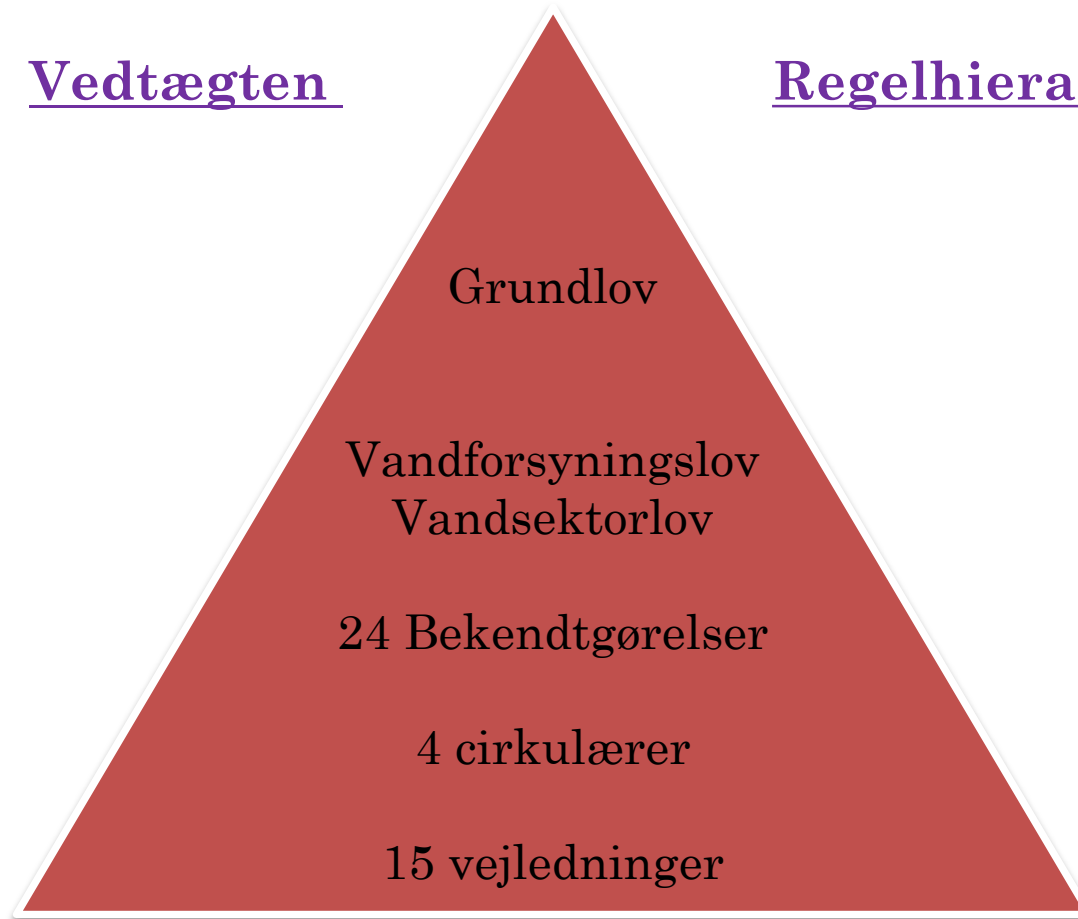 Vedtægten
Regelhiera
Grundlov
Vandforsyningslov
Vandsektorlov
24 Bekendtgørelser
4 cirkulærer
15 vejledninger